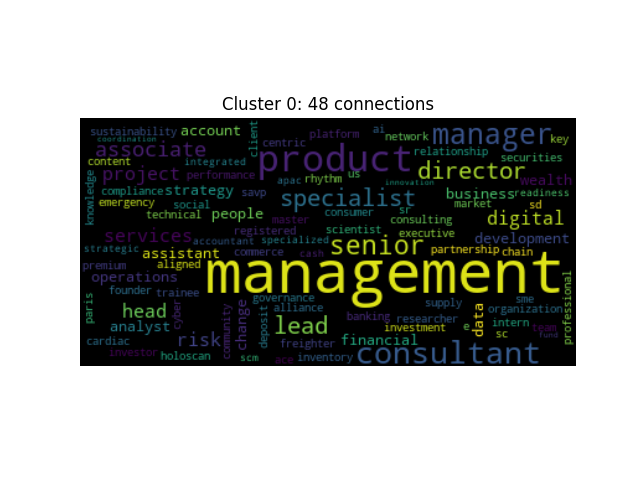 Cluster 0: 48 connections
sustainability account client platform ai network manager key
coordination centric relationship
associate product securities
content integrated director
project performance wealth
knowledge apac rhythm us innovation
compliance strategy savp specialist business readiness
emergency social consumer sr market sd
technical people master consulting digital
services registered scientist executive development
accountant specialized senior
strategic assistant commerce cash partnership chain
premium aligned management
operations
founder trainee governance supply sme professional
paris head cyber community change deposit alliance organization
lead banking researcher data intern team
analyst risk freighter investment e sc fund
cardiac financial
investor holoscan scm ace inventory consultant